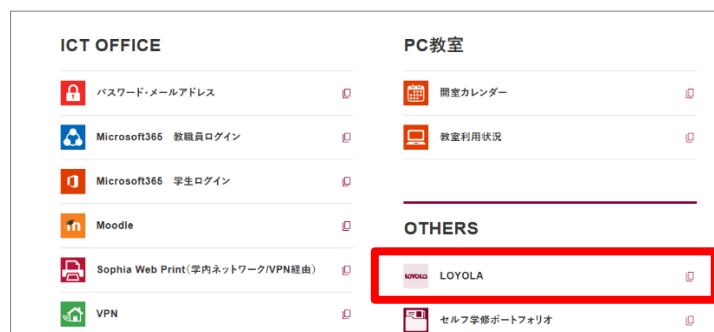 ICT OFFICE
パスワード・メールアドレス
Microsoft365 教職員ログイン
Microsoft365 学生ログイン
Moodle
Sophia Web Print(学内ネットワーク/VPN経由)
VPN
PC教室
開室カレンダー
教室利用状況
OTHERS
LOYOLA LOYOLA
セルフ学修ポートフォリオ